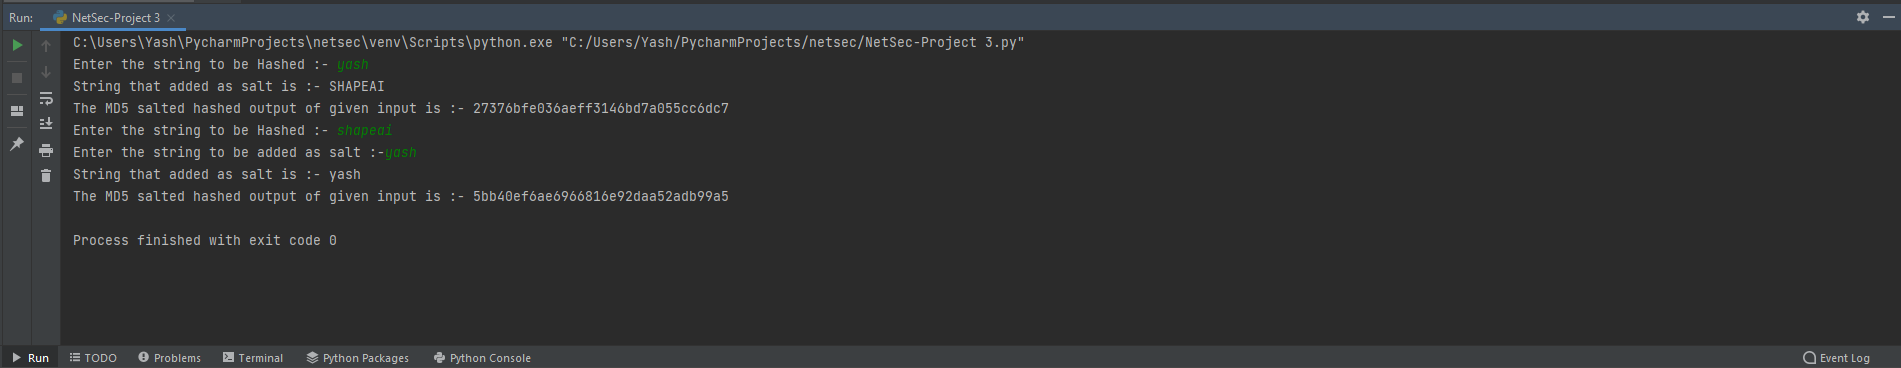 Run: NetSec-Project 3
C:\Users\Yash\PycharmProjects\netsec\venv\Scripts\python.exe "C:/Users/Yash/PycharmProjects/netsec/NetSec-Project 3.py"
Enter the string to be Hashed :- yash
String that added as salt is :- SHAPEAI
The MD5 salted hashed output of given input is :- 27376bfe036aeff3146bd7a055cc6dc7
Enter the string to be Hashed :- shapeai
Enter the string to be added as salt :-yash
String that added as salt is :- yash
The MD5 salted hashed output of given input is :- 5bb40ef6ae6966816e92daa52adb99a5
Process finished with exit code 0
Run TODO Problems Terminal Python Packages Python Console Event Log